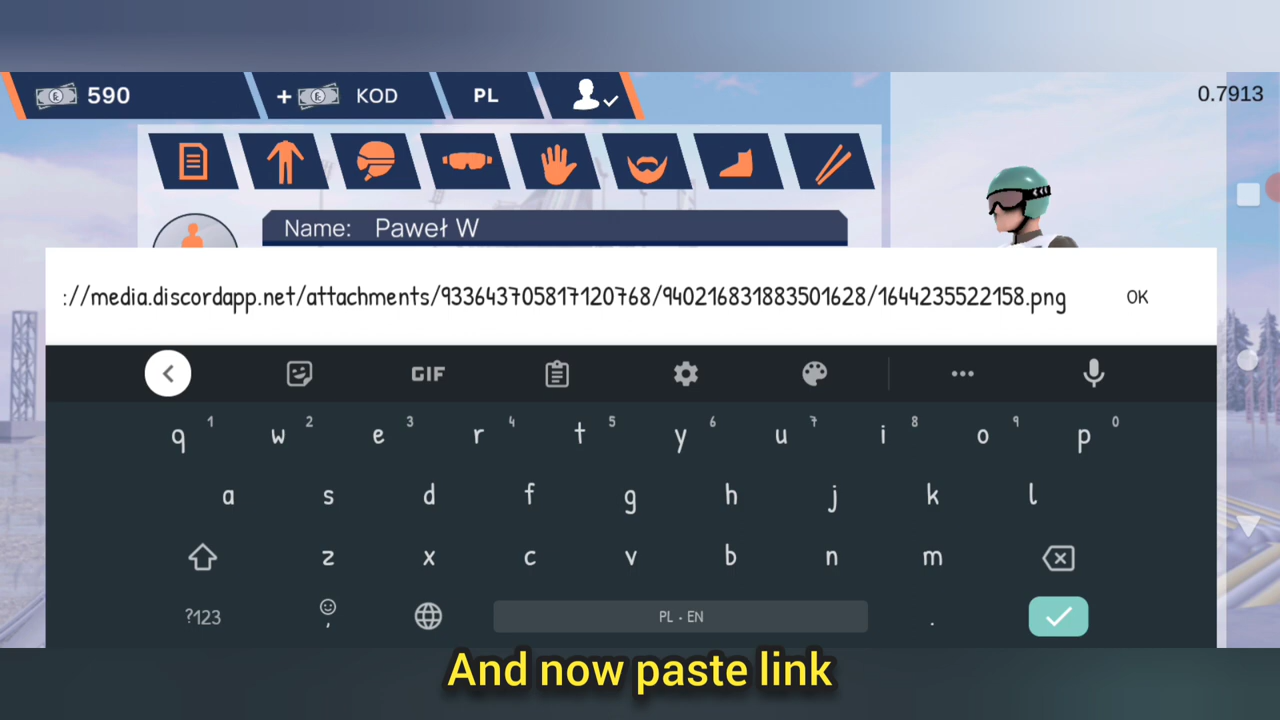 590
+ KOD
PL
0.7913
Name: Paweł W
://media.discordapp.net/attachments/933643705817120768/940216831883501628/1644235522158.png
OK
GIF
q 1 w 2 e 3 r 4 t 5 y 6 u 7 i 8 o 9 p 0
a s d f g h j k l
z x c v b n m
?123 , PL • EN .
And now paste link